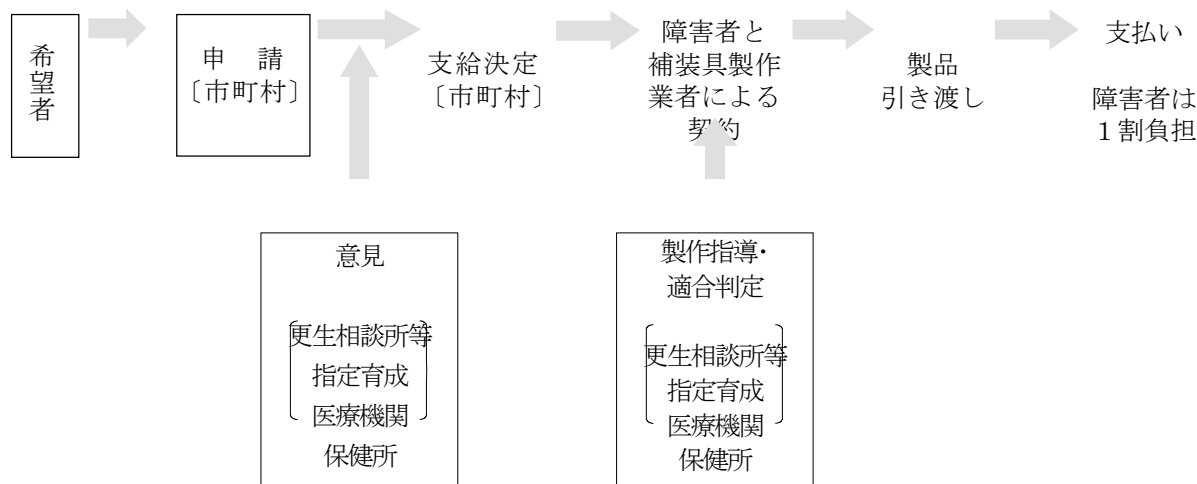 希望者
申　請
〔市町村〕
支給決定
〔市町村〕
障害者と
補装具製作
業者による
契約
製品
引き渡し
支払い
障害者は
１割負担
意見
更生相談所等
指定育成
医療機関
保健所
製作指導・
適合判定
更生相談所等
指定育成
医療機関
保健所